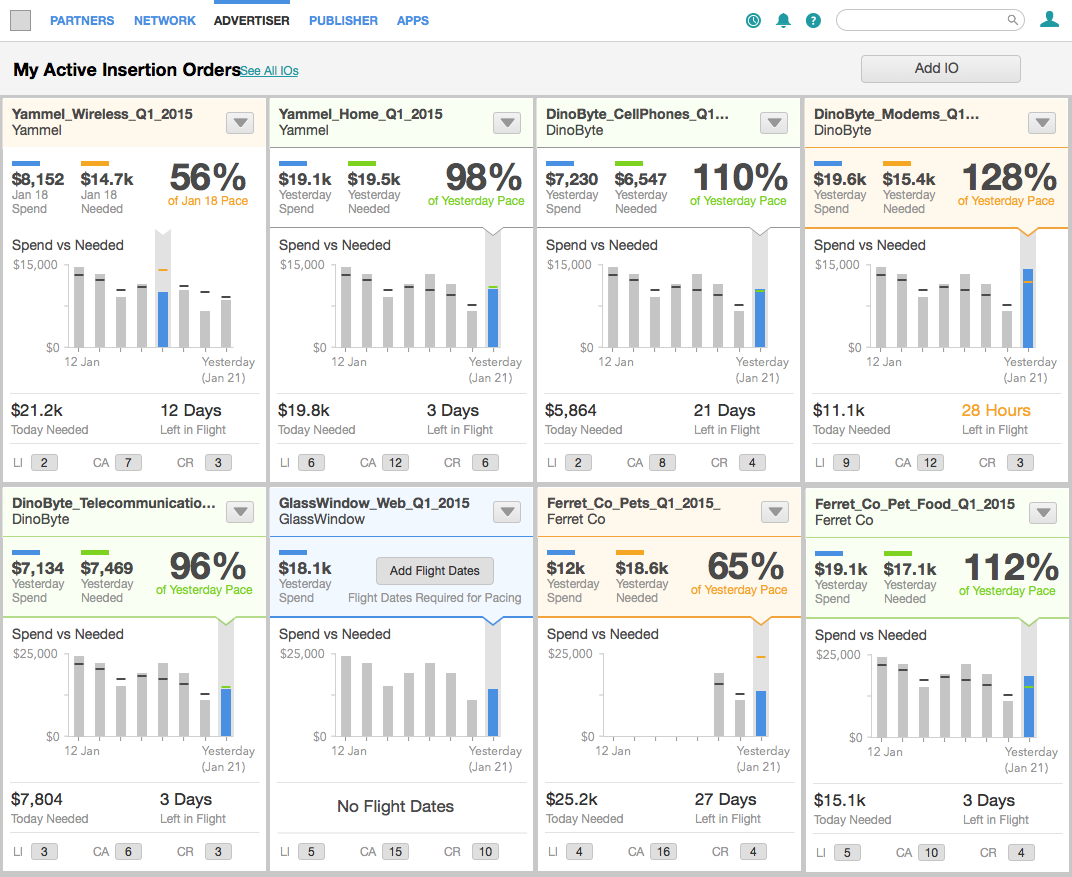 PARTNERS NETWORK ADVERTISER PUBLISHER APPS
?
My Active Insertion Orders See All IOs Add IO
Yammel_Wireless_Q1_2015
Yammel
$8,152 $14.7k 56%
Jan 18 Jan 18 of Jan 18 Pace
Spend Needed
Spend vs Needed
$15,000
$0
12 Jan Yesterday
(Jan 21)
$21.2k 12 Days
Today Needed Left in Flight
LI 2 CA 7 CR 3
Yammel_Home_Q1_2015
Yammel
$19.1k $19.5k 98%
Yesterday Yesterday of Yesterday Pace
Spend Needed
Spend vs Needed
$15,000
$0
12 Jan Yesterday
(Jan 21)
$19.8k 3 Days
Today Needed Left in Flight
LI 6 CA 12 CR 6
DinoByte_CellPhones_Q1...
DinoByte
$7,230 $6,547 110%
Yesterday Yesterday of Yesterday Pace
Spend Needed
Spend vs Needed
$15,000
$0
12 Jan Yesterday
(Jan 21)
$5,864 21 Days
Today Needed Left in Flight
LI 2 CA 8 CR 4
DinoByte_Modems_Q1...
DinoByte
$19.6k $15.4k 128%
Yesterday Yesterday of Yesterday Pace
Spend Needed
Spend vs Needed
$15,000
$0
12 Jan Yesterday
(Jan 21)
$11.1k 28 Hours
Today Needed Left in Flight
LI 9 CA 12 CR 3
DinoByte_Telecommunicatio...
DinoByte
$7,134 $7,469 96%
Yesterday Yesterday of Yesterday Pace
Spend Needed
Spend vs Needed
$25,000
$0
12 Jan Yesterday
(Jan 21)
$7,804 3 Days
Today Needed Left in Flight
LI 3 CA 6 CR 3
GlassWindow_Web_Q1_2015
GlassWindow
$18.1k Add Flight Dates
Yesterday
Spend Flight Dates Required for Pacing
Spend vs Needed
$25,000
$0
12 Jan Yesterday
(Jan 21)
No Flight Dates
LI 5 CA 15 CR 10
Ferret_Co_Pets_Q1_2015_
Ferret Co
$12k $18.6k 65%
Yesterday Yesterday of Yesterday Pace
Spend Needed
Spend vs Needed
$25,000
$0
12 Jan Yesterday
(Jan 21)
$25.2k 27 Days
Today Needed Left in Flight
LI 4 CA 16 CR 4
Ferret_Co_Pet_Food_Q1_2015
Ferret Co
$19.1k $17.1k 112%
Yesterday Yesterday of Yesterday Pace
Spend Needed
Spend vs Needed
$25,000
$0
12 Jan Yesterday
(Jan 21)
$15.1k 3 Days
Today Needed Left in Flight
LI 5 CA 10 CR 4